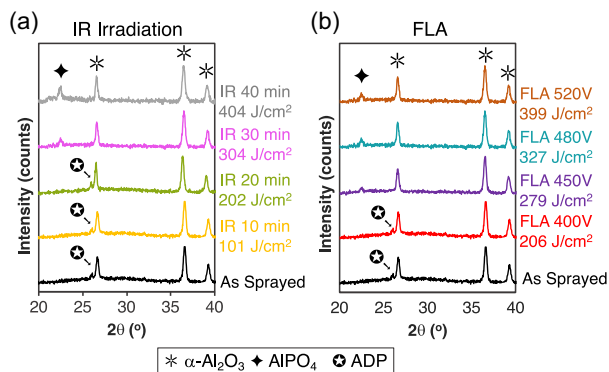 (a) IR Irradiation
IR 40 min
404 J/cm²
IR 30 min
304 J/cm²
IR 20 min
202 J/cm²
IR 10 min
101 J/cm²
As Sprayed
Intensity (counts)
20 25 30 35 40
2θ (°)
(b) FLA
FLA 520V
399 J/cm²
FLA 480V
327 J/cm²
FLA 450V
279 J/cm²
FLA 400V
206 J/cm²
As Sprayed
Intensity (counts)
20 25 30 35 40
2θ (°)
α-Al₂O₃ AlPO₄ ADP